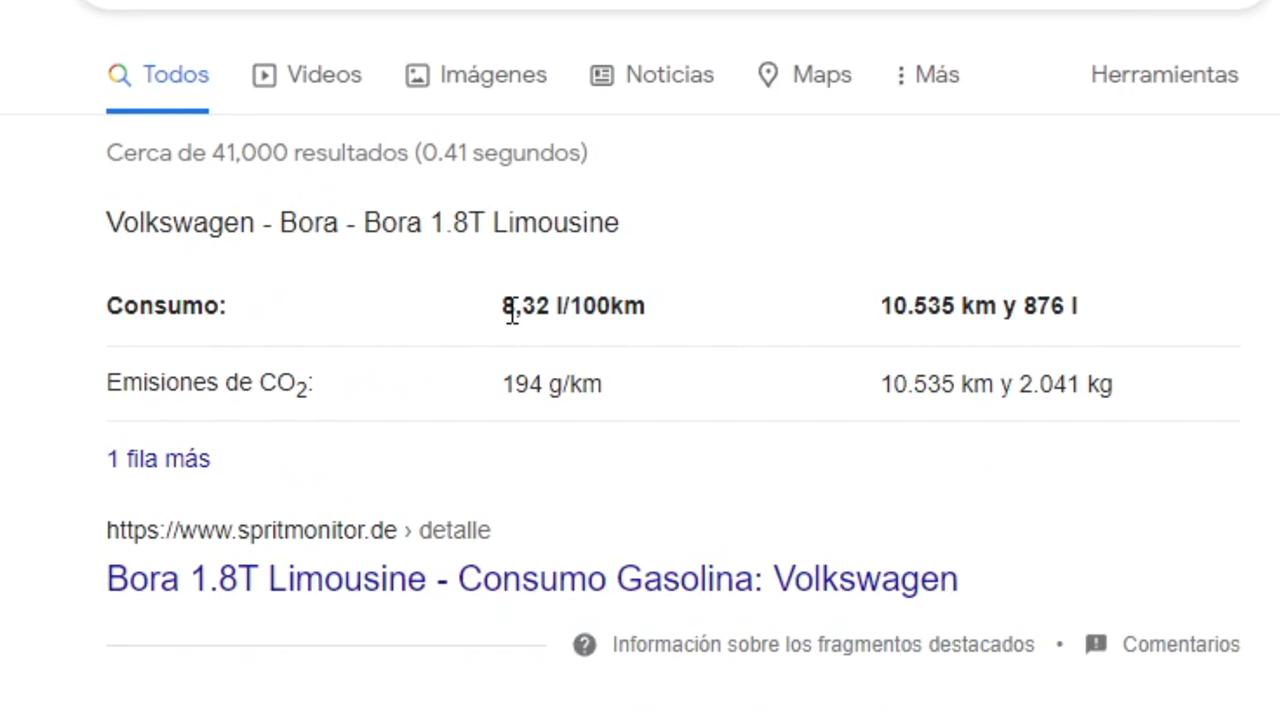 Todos Videos Imágenes Noticias Maps Más Herramientas
Cerca de 41,000 resultados (0.41 segundos)
Volkswagen - Bora - Bora 1.8T Limousine
Consumo: 8,32 l/100km 10.535 km y 876 l
Emisiones de CO₂: 194 g/km 10.535 km y 2.041 kg
1 fila más
https://www.spritmonitor.de › detalle
Bora 1.8T Limousine - Consumo Gasolina: Volkswagen
Información sobre los fragmentos destacados • Comentarios